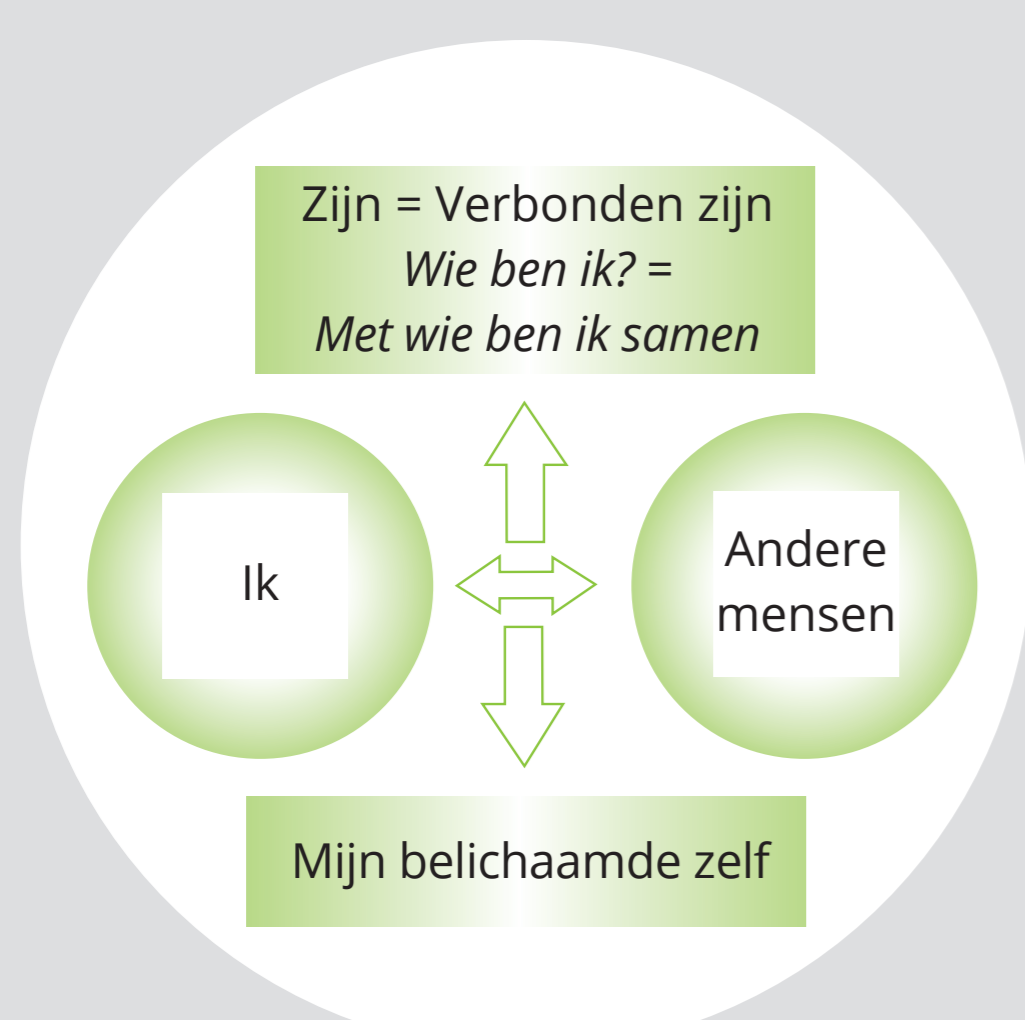 Zijn = Verbonden zijn
Wie ben ik? =
Met wie ben ik samen
Ik
Andere
mensen
Mijn belichaamde zelf